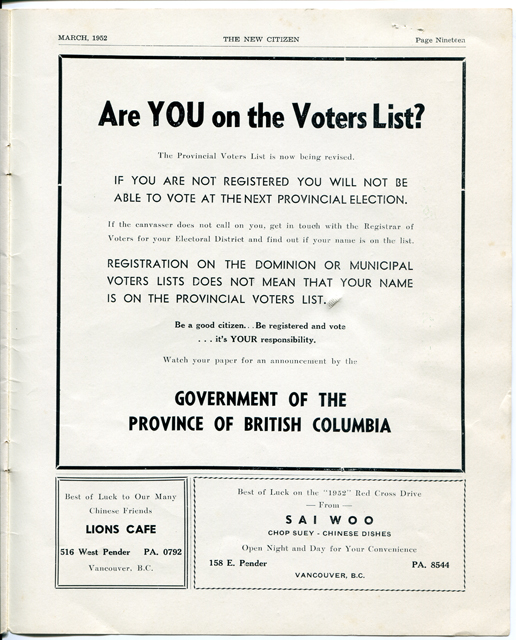 MARCH, 1952 THE NEW CITIZEN Page Nineteen
Are YOU on the Voters List?
The Provincial Voters List is now being revised.
IF YOU ARE NOT REGISTERED YOU WILL NOT BE
ABLE TO VOTE AT THE NEXT PROVINCIAL ELECTION.
If the canvasser does not call on you, get in touch with the Registrar of
Voters for your Electoral District and find out if your name is on the list.
REGISTRATION ON THE DOMINION OR MUNICIPAL
VOTERS LISTS DOES NOT MEAN THAT YOUR NAME
IS ON THE PROVINCIAL VOTERS LIST.
Be a good citizen...Be registered and vote
...it's YOUR responsibility.
Watch your paper for an announcement by the
GOVERNMENT OF THE
PROVINCE OF BRITISH COLUMBIA
Best of Luck to Our Many
Chinese Friends
LIONS CAFE
516 West Pender PA. 0792
Vancouver, B.C.
Best of Luck on the "1952" Red Cross Drive
— From —
SAI WOO
CHOP SUEY - CHINESE DISHES
Open Night and Day for Your Convenience
158 E. Pender PA. 8544
VANCOUVER, B.C.